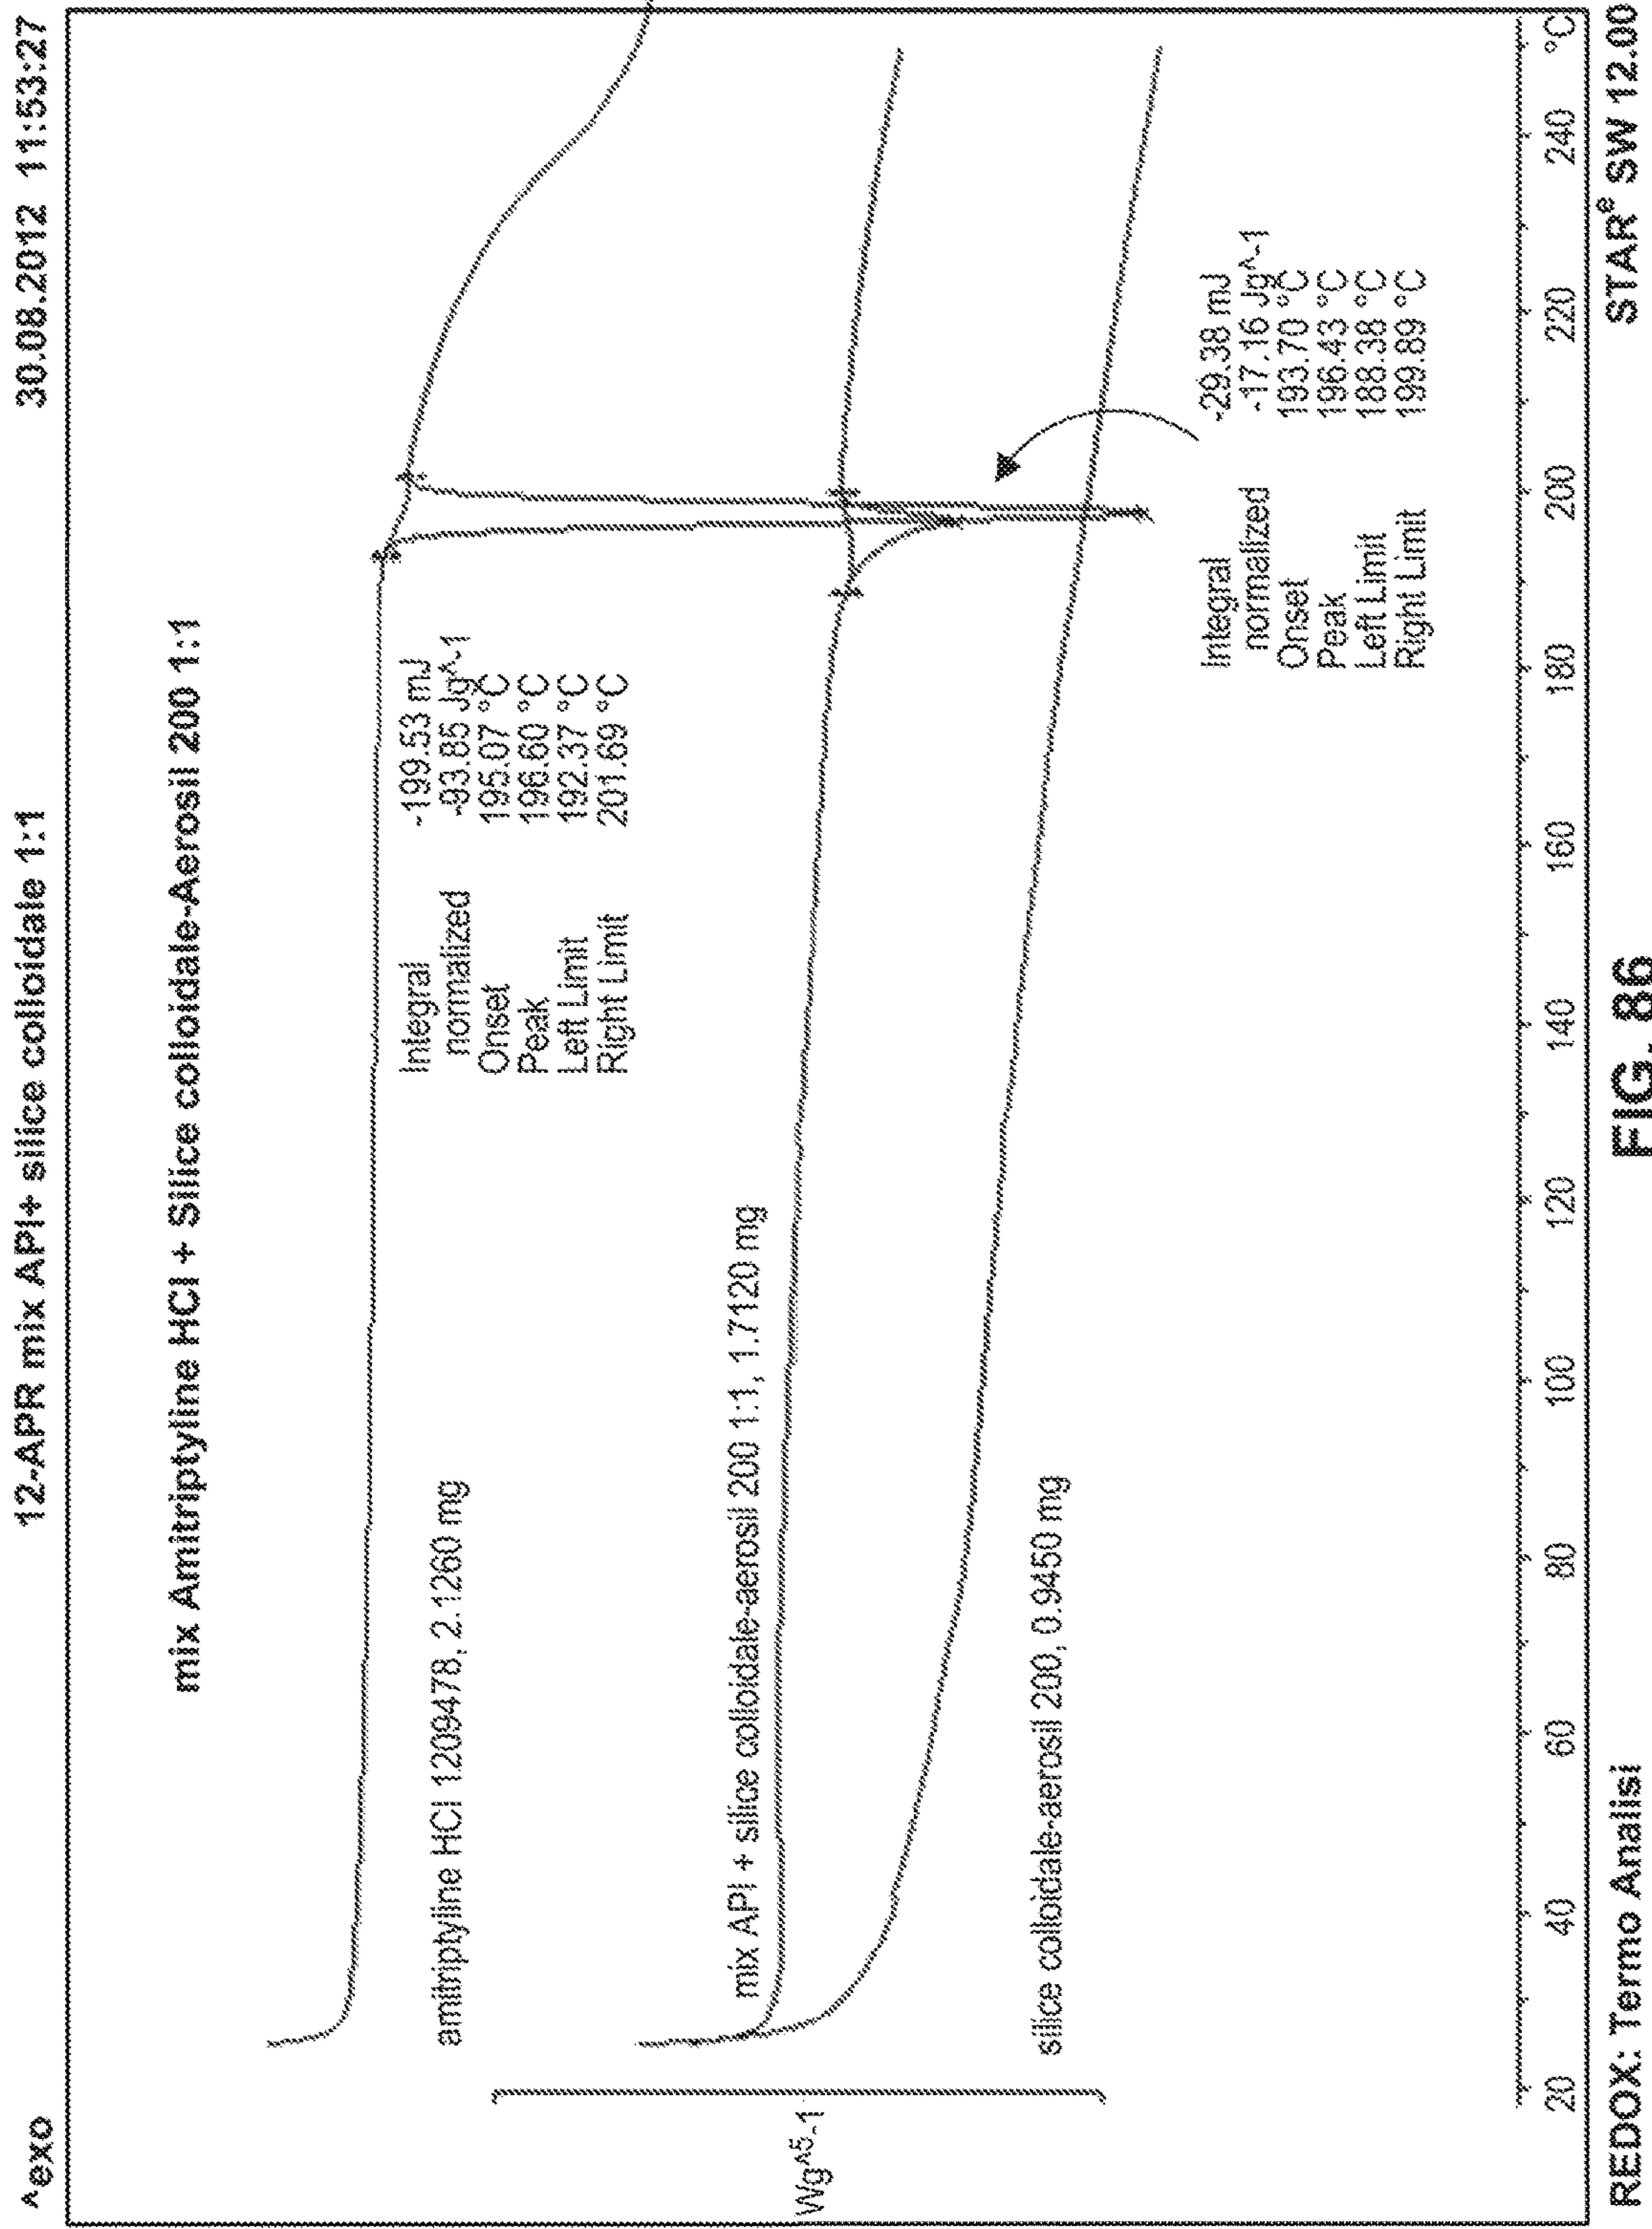 ^exo
12-APR mix API+ silice colloidale 1:1
30.08.2012 11:53:27
mix Amitriptyline HCl + Silice colloidale-Aerosil 200 1:1
amitriptyline HCl 1209478, 2.1260 mg
Integral -199.53 mJ
normalized -93.85 Jg^-1
Onset 195.07 °C
Peak 196.60 °C
Left Limit 192.37 °C
Right Limit 201.69 °C
mix API + silice colloidale-aerosil 200 1:1, 1.7120 mg
Wg^-1
5
silice colloidale-aerosil 200, 0.9450 mg
Integral -29.38 mJ
normalized -17.16 Jg^-1
Onset 193.70 °C
Peak 196.43 °C
Left Limit 188.38 °C
Right Limit 199.89 °C
20 40 60 80 100 120 140 160 180 200 220 240 °C
REDOX: Termo Analisi
STARe SW 12.00
FIG. 86